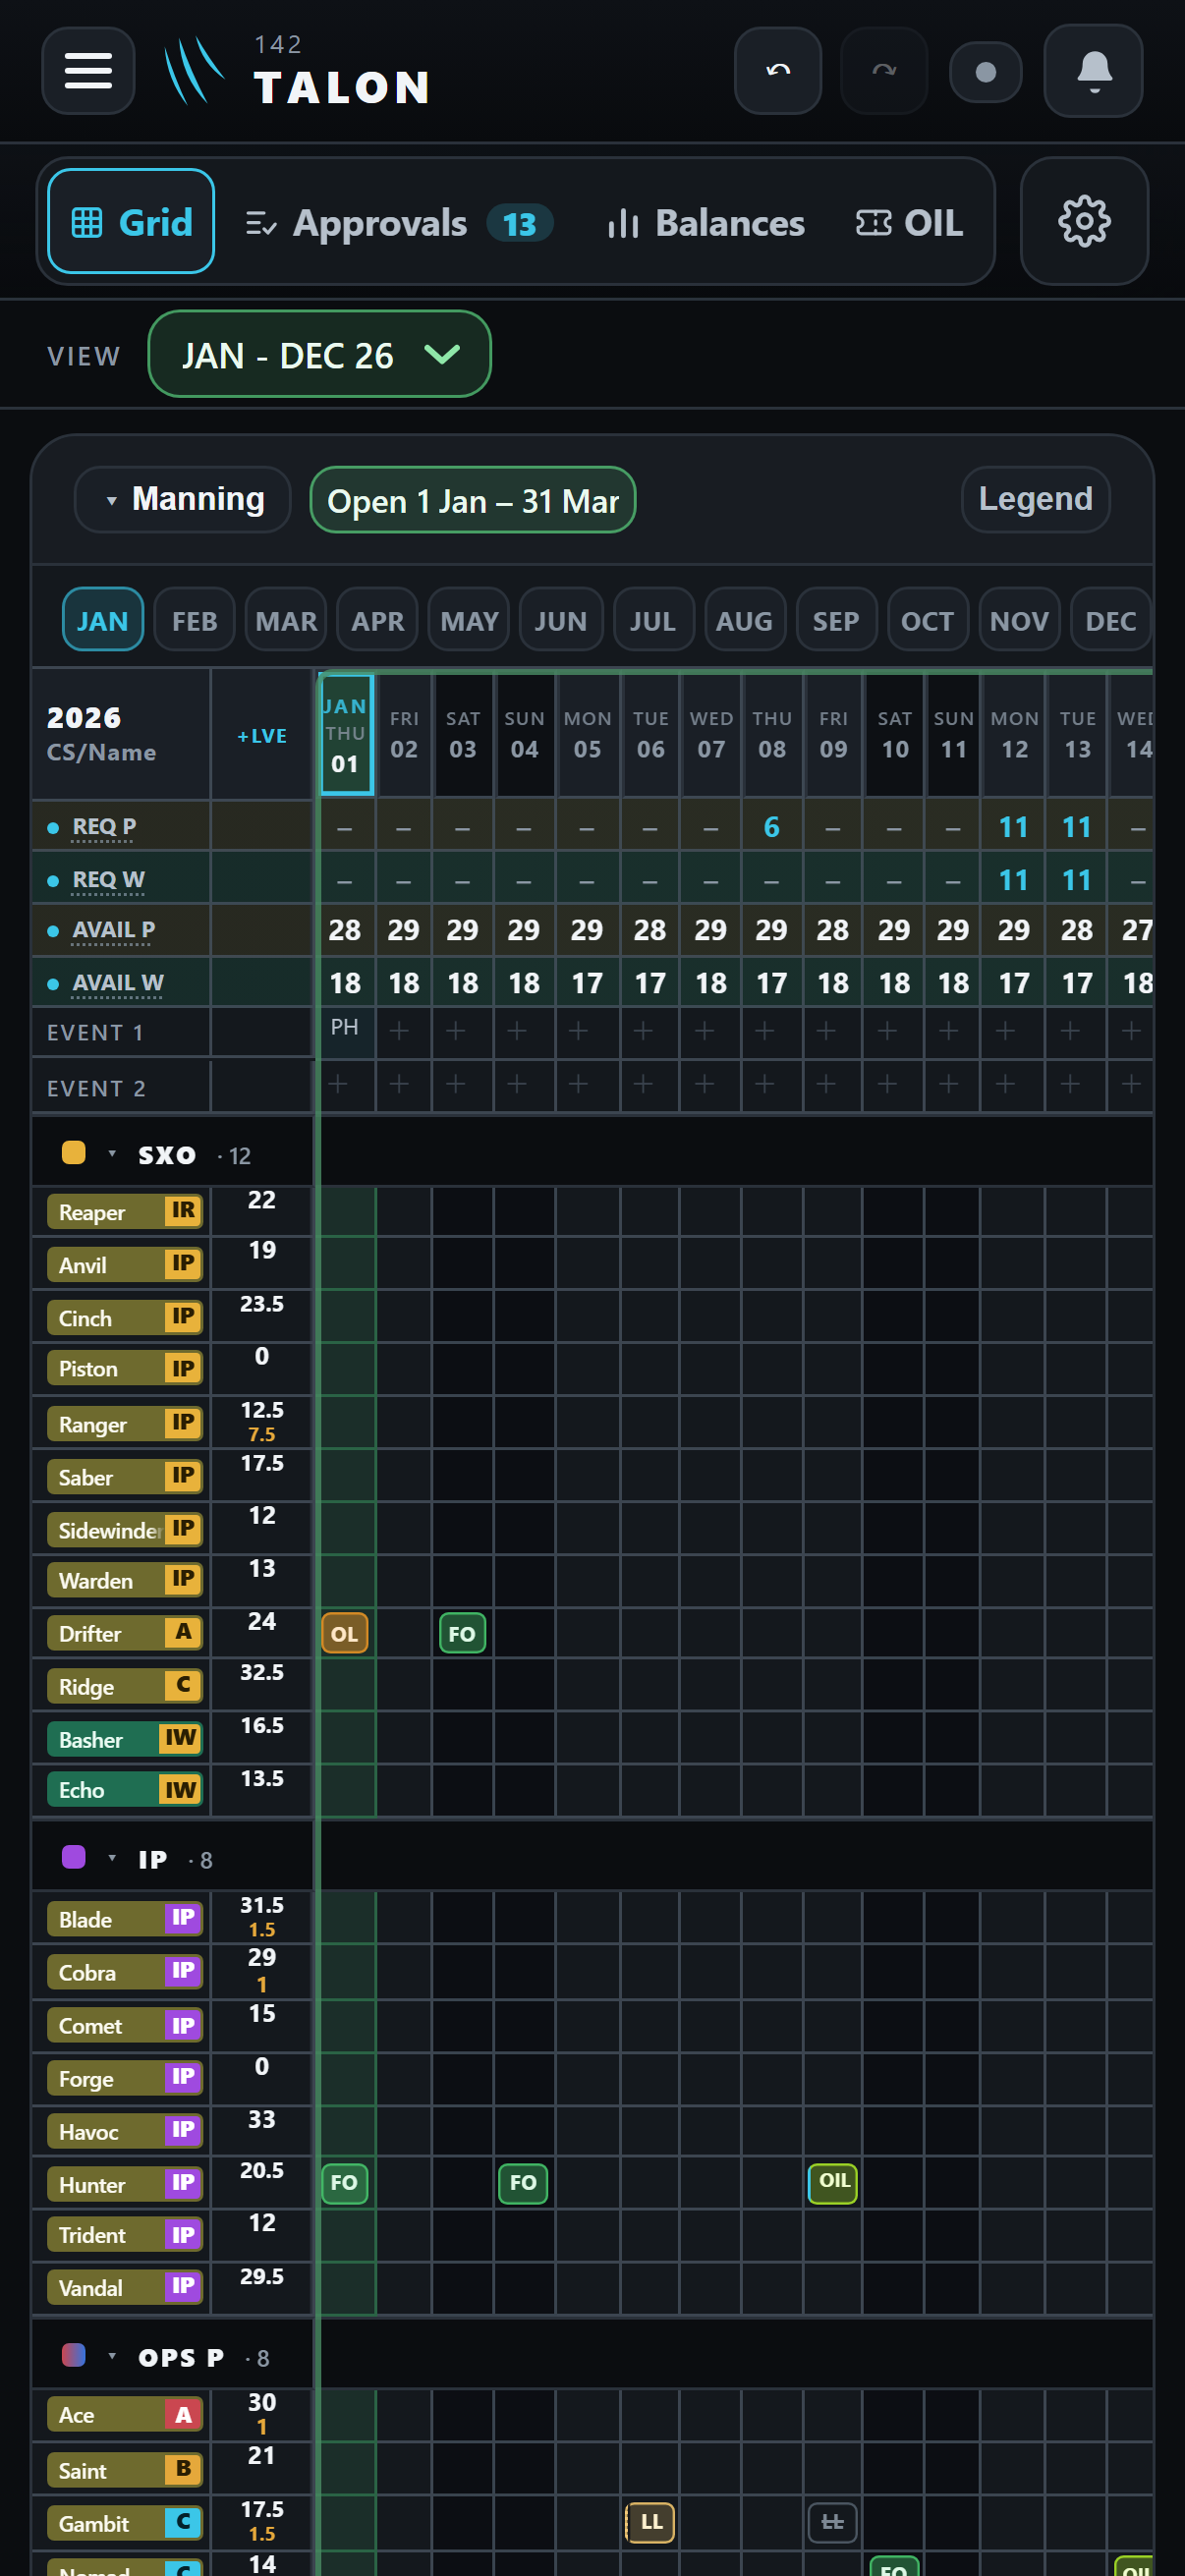 142
TALON
Grid Approvals 13 Balances OIL
VIEW JAN - DEC 26
▾ Manning Open 1 Jan – 31 Mar Legend
JAN FEB MAR APR MAY JUN JUL AUG SEP OCT NOV DEC
2026
CS/Name
+LVE
JAN THU 01
FRI 02
SAT 03
SUN 04
MON 05
TUE 06
WED 07
THU 08
FRI 09
SAT 10
SUN 11
MON 12
TUE 13
WED 14
REQ P – – – – – – – 6 – – – 11 11 –
REQ W – – – – – – – – – – – 11 11 –
AVAIL P 28 29 29 29 29 28 29 29 28 29 29 29 28 27
AVAIL W 18 18 18 18 17 17 18 17 18 18 18 17 17 18
EVENT 1 PH + + + + + + + + + + + + +
EVENT 2 + + + + + + + + + + + + + +
▾ SXO · 12
Reaper IR 22
Anvil IP 19
Cinch IP 23.5
Piston IP 0
Ranger IP 12.5
7.5
Saber IP 17.5
Sidewinder IP 12
Warden IP 13
Drifter A 24 OL FO
Ridge C 32.5
Basher IW 16.5
Echo IW 13.5
▾ IP · 8
Blade IP 31.5
1.5
Cobra IP 29
1
Comet IP 15
Forge IP 0
Havoc IP 33
Hunter IP 20.5 FO FO OIL
Trident IP 12
Vandal IP 29.5
▾ OPS P · 8
Ace A 30
1
Saint B 21
Gambit C 17.5 LL LL
1.5
Nomad C 14 FO OIL